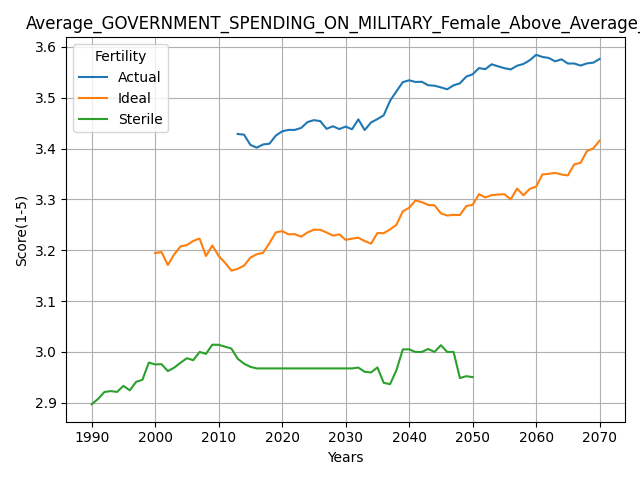 Average_GOVERNMENT_SPENDING_ON_MILITARY_Female_Above_Average_
3.6
3.5
3.4
3.3
3.2
3.1
3.0
2.9
Score(1-5)
Fertility
Actual
Ideal
Sterile
1990 2000 2010 2020 2030 2040 2050 2060 2070
Years